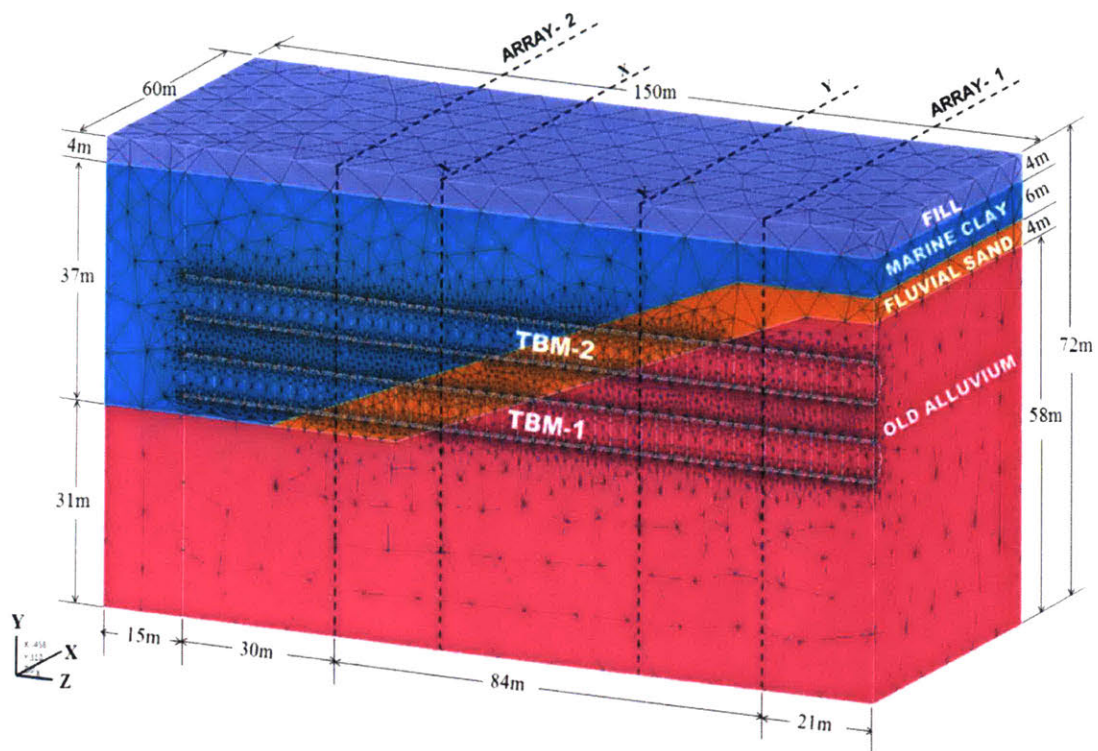 ARRAY- 2
X
Y
ARRAY- 1
60m
150m
4m
4m
6m
4m
FILL
MARINE CLAY
FLUVIAL SAND
37m
TBM-2
72m
OLD ALLUVIUM
58m
TBM-1
31m
Y
X
Z
15m
30m
84m
21m